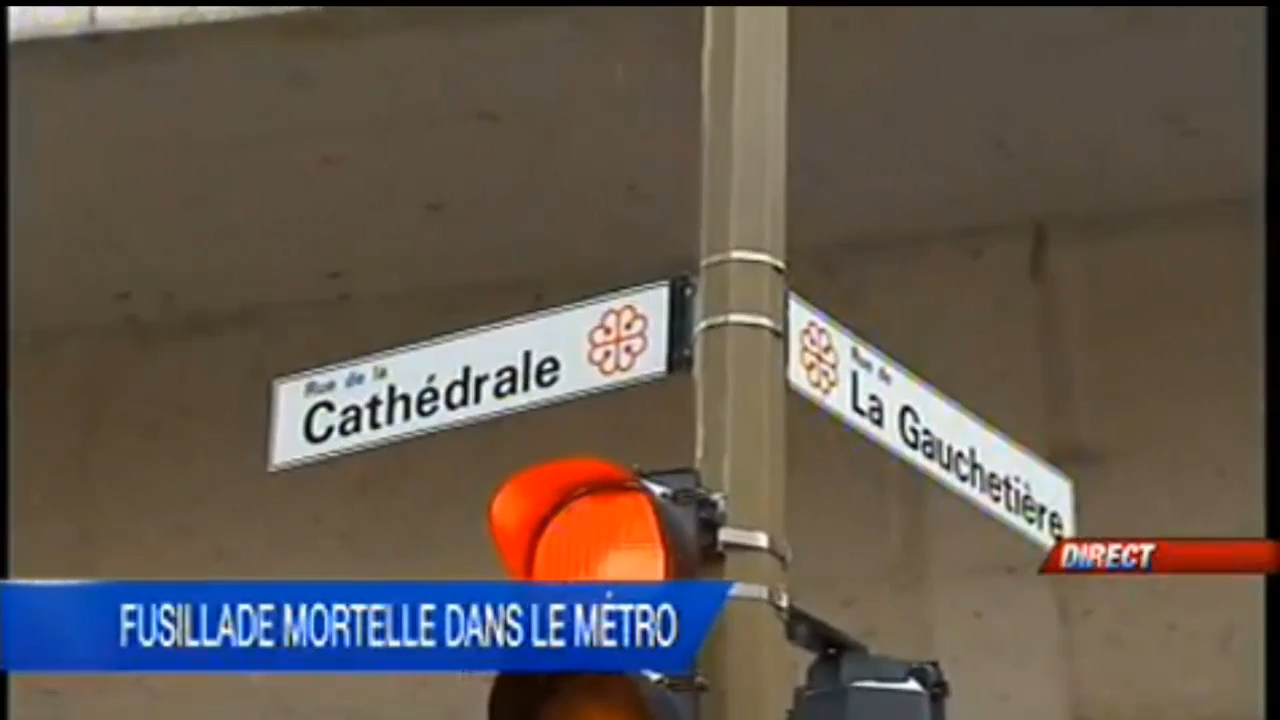 Rue de la
Cathédrale
Rue de
La Gauchetière
DIRECT
FUSILLADE MORTELLE DANS LE MÉTRO